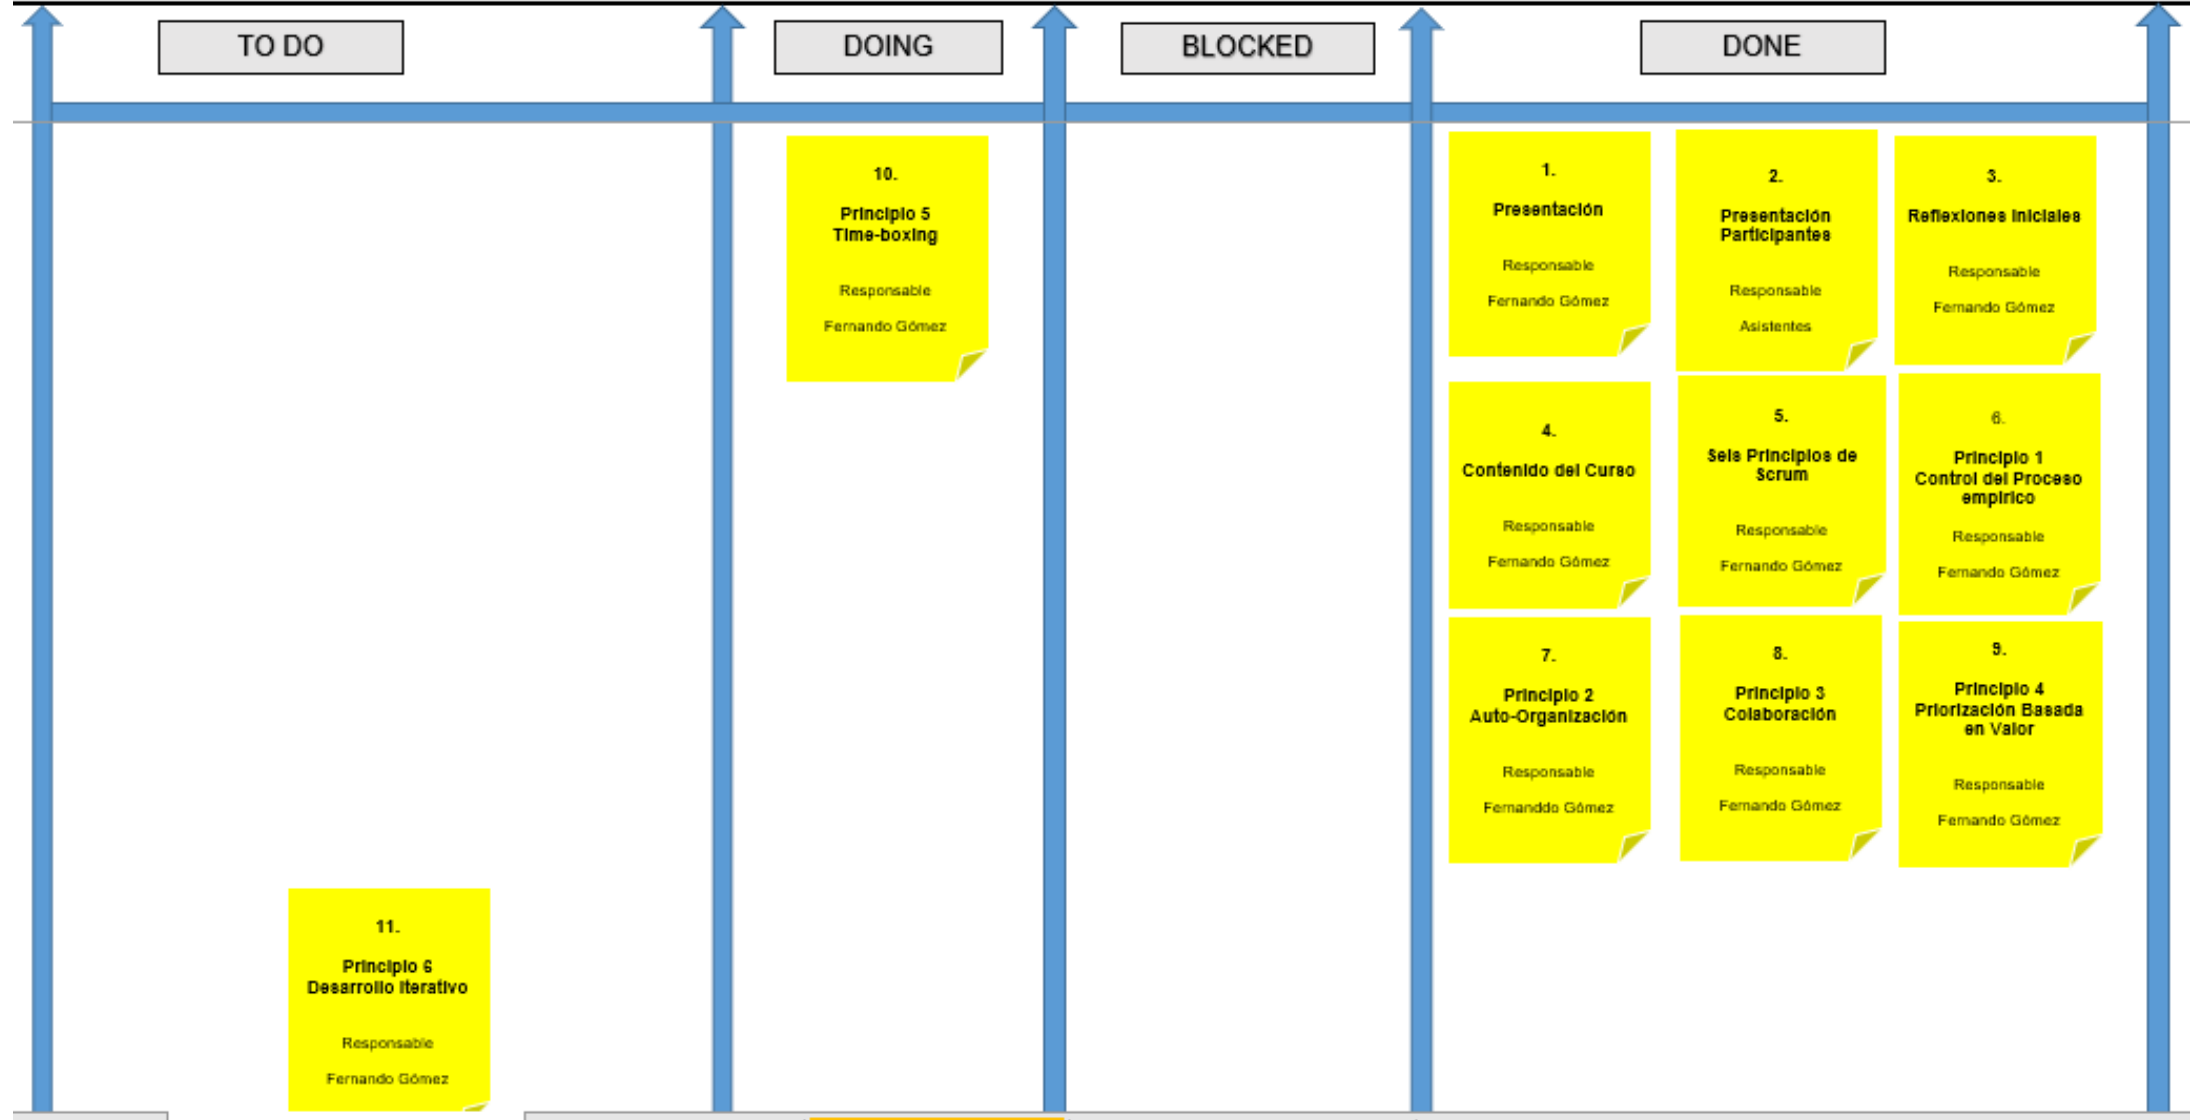 TO DO
DOING
BLOCKED
DONE
10.
Principio 5
Time-boxing
Responsable
Fernando Gómez
1.
Presentación
Responsable
Fernando Gómez
2.
Presentación
Participantes
Responsable
Asistentes
3.
Reflexiones Iniciales
Responsable
Fernando Gómez
4.
Contenido del Curso
Responsable
Fernando Gómez
5.
Seis Principios de
Scrum
Responsable
Fernando Gómez
6.
Principio 1
Control del Proceso
empírico
Responsable
Fernando Gómez
7.
Principio 2
Auto-Organización
Responsable
Fernanddo Gómez
8.
Principio 3
Colaboración
Responsable
Fernando Gómez
9.
Principio 4
Priorización Basada
en Valor
Responsable
Fernando Gómez
11.
Principio 6
Desarrollo Iterativo
Responsable
Fernando Gómez